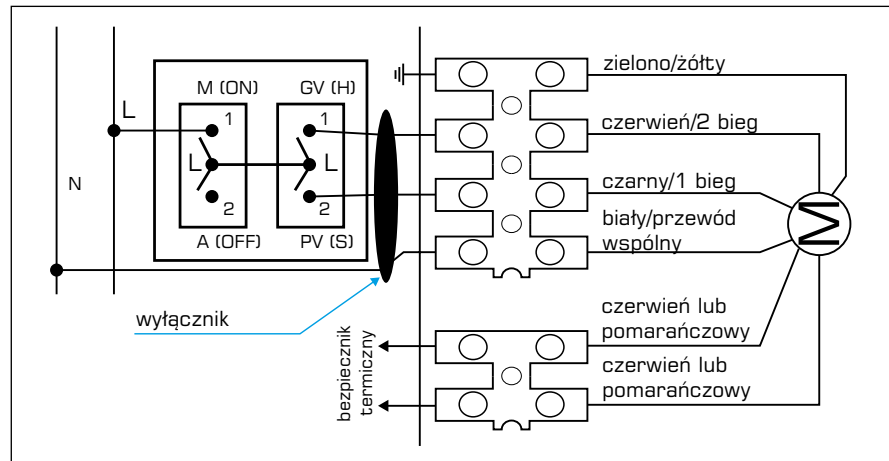 M (ON)
GV (H)
L
1
1
L
L
2
2
N
A (OFF)
PV (S)
wyłącznik
bezpiecznik
termiczny
zielono/żółty
czerwień/2 bieg
czarny/1 bieg
biały/przewód
wspólny
M
czerwień lub
pomarańczowy
czerwień lub
pomarańczowy